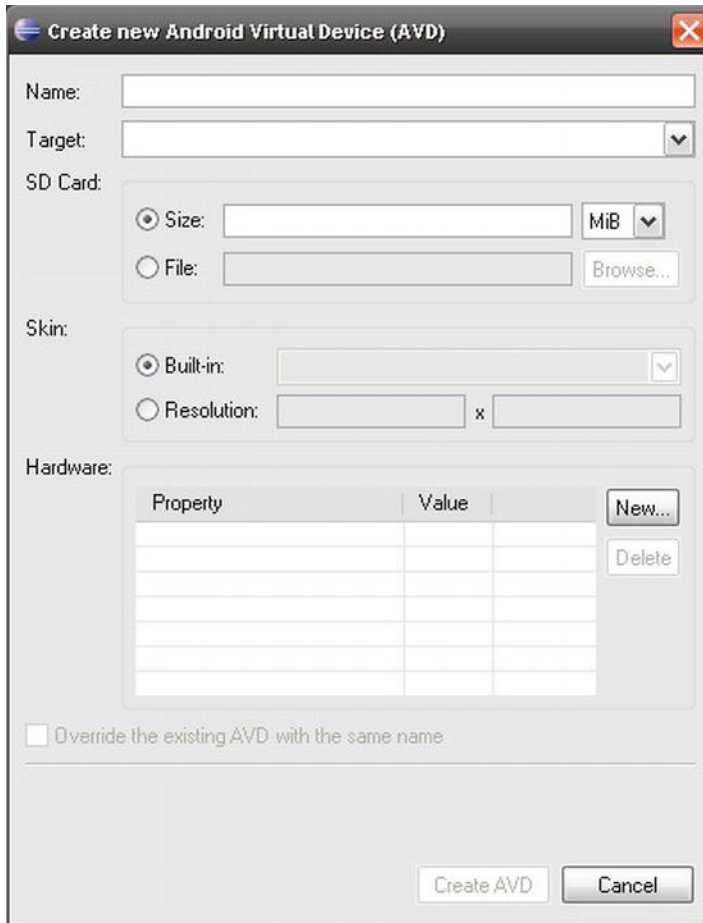 Create new Android Virtual Device (AVD)
Name:
Target:
SD Card:
Size: MiB
File: Browse...
Skin:
Built-in:
Resolution: x
Hardware:
Property Value New...
Delete
Override the existing AVD with the same name
Create AVD Cancel